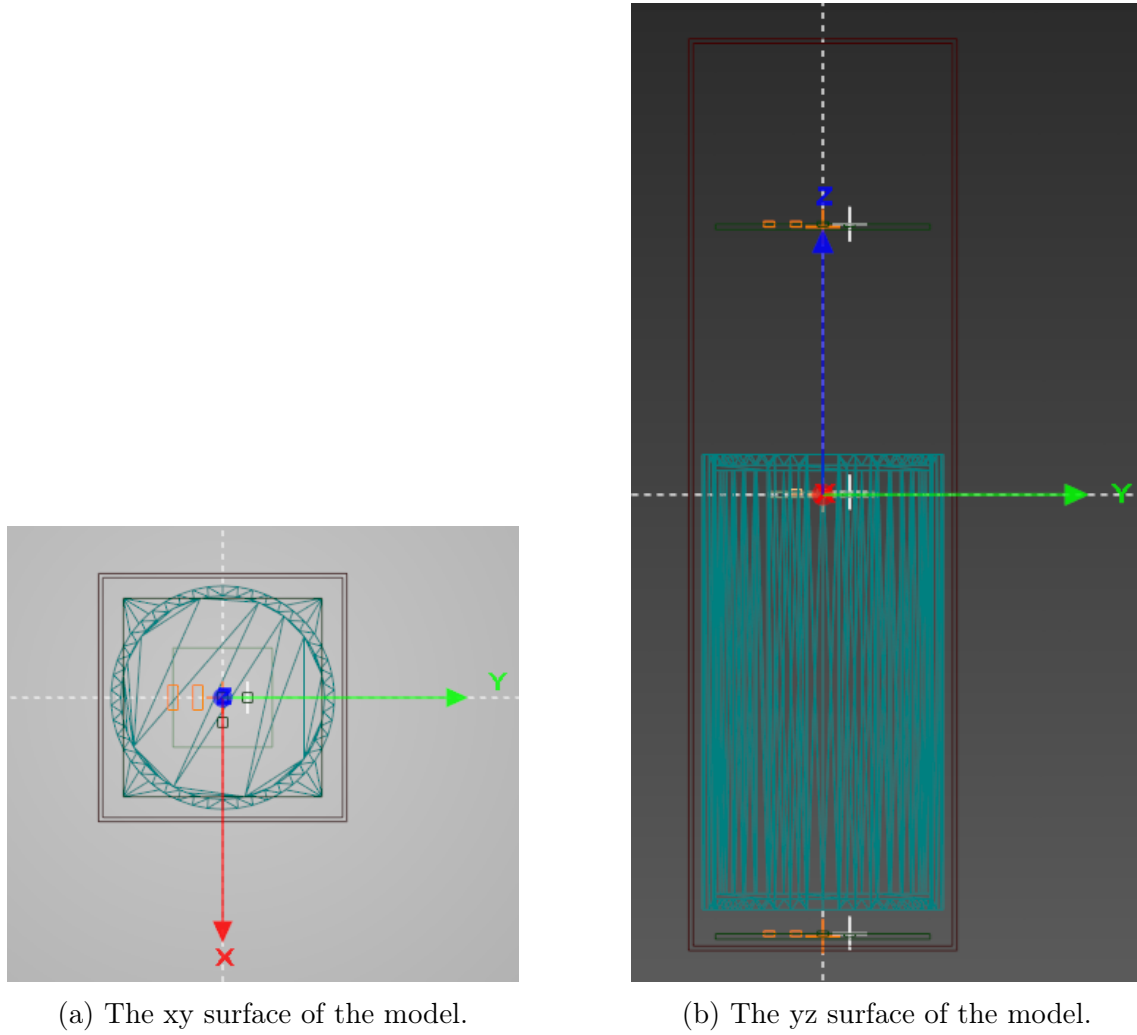 Z
Y
Y
X
(a) The xy surface of the model.
(b) The yz surface of the model.